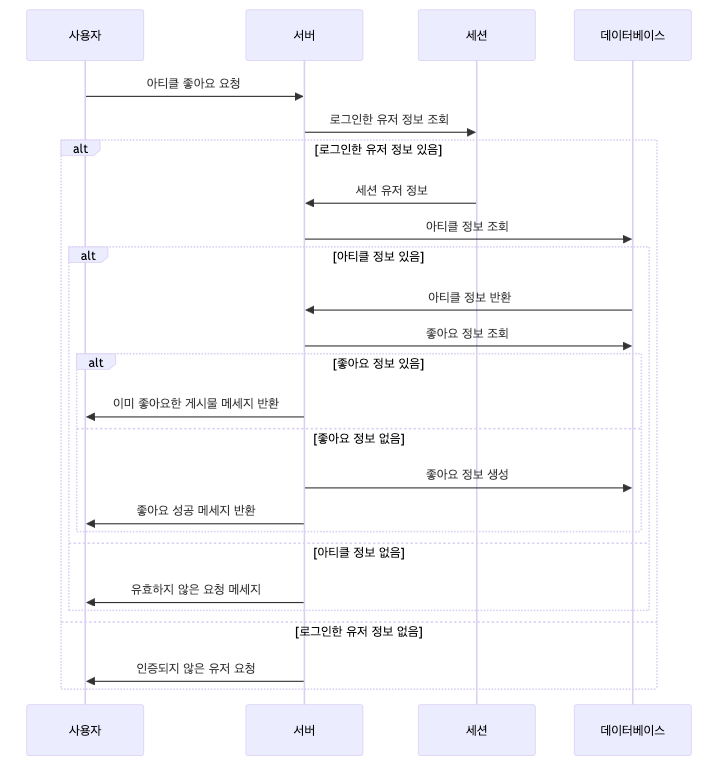 사용자
서버
세션
데이터베이스
아티클 좋아요 요청
로그인한 유저 정보 조회
alt
[로그인한 유저 정보 있음]
세션 유저 정보
아티클 정보 조회
alt
[아티클 정보 있음]
아티클 정보 반환
좋아요 정보 조회
alt
[좋아요 정보 있음]
이미 좋아요한 게시물 메세지 반환
[좋아요 정보 없음]
좋아요 정보 생성
좋아요 성공 메세지 반환
[아티클 정보 없음]
유효하지 않은 요청 메세지
[로그인한 유저 정보 없음]
인증되지 않은 유저 요청
사용자
서버
세션
데이터베이스